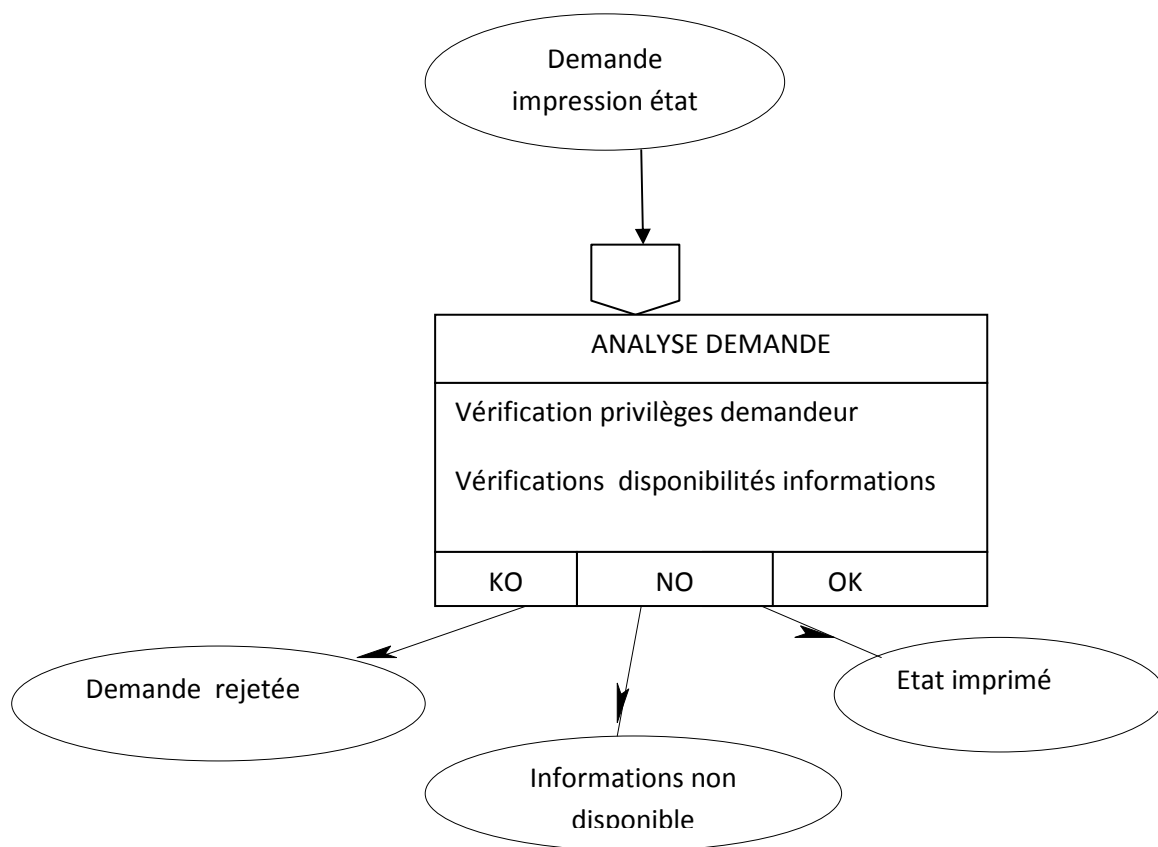 Demande
impression état
ANALYSE DEMANDE
Vérification privilèges demandeur
Vérifications disponibilités informations
KO NO OK
Demande rejetée
Etat imprimé
Informations non
disponible